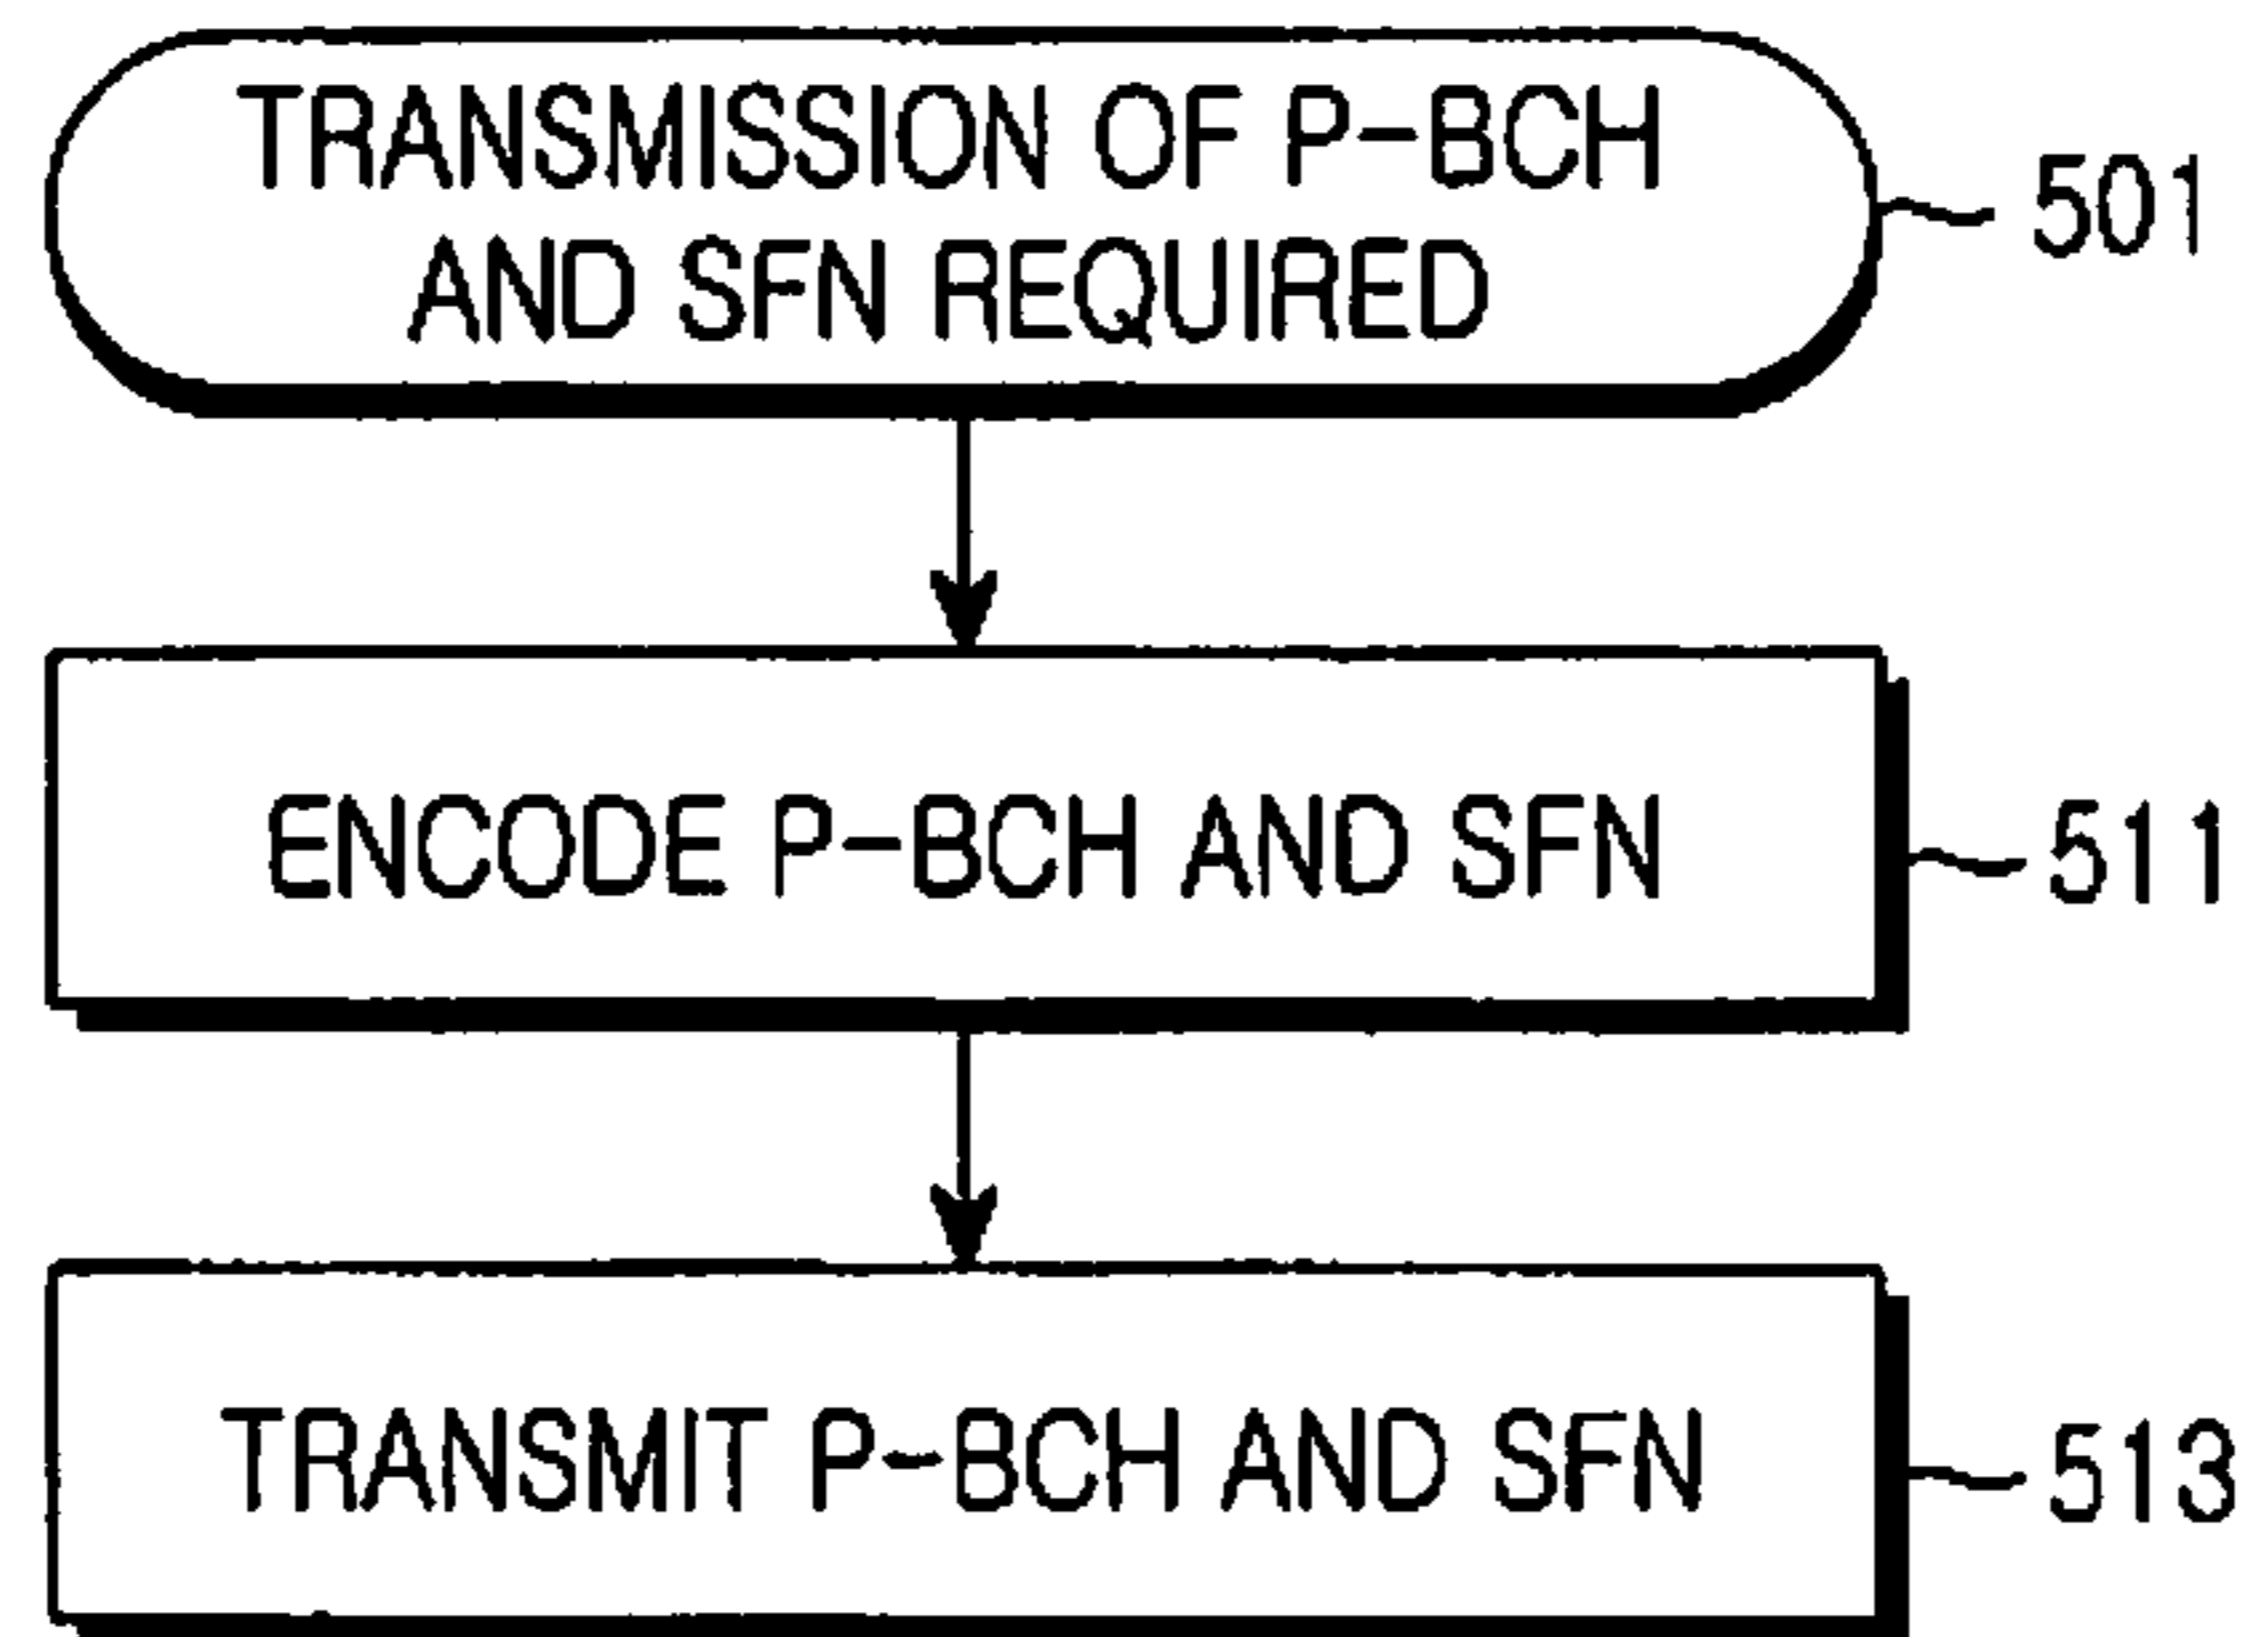 TRANSMISSION OF P-BCH
AND SFN REQUIRED
501
ENCODE P-BCH AND SFN
511
TRANSMIT P-BCH AND SFN
513